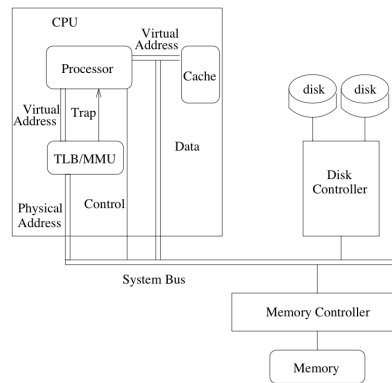 CPU
Virtual
Address
Processor
Cache
disk
disk
Virtual
Address
Trap
Data
TLB/MMU
Disk
Controller
Physical
Address
Control
System Bus
Memory Controller
Memory